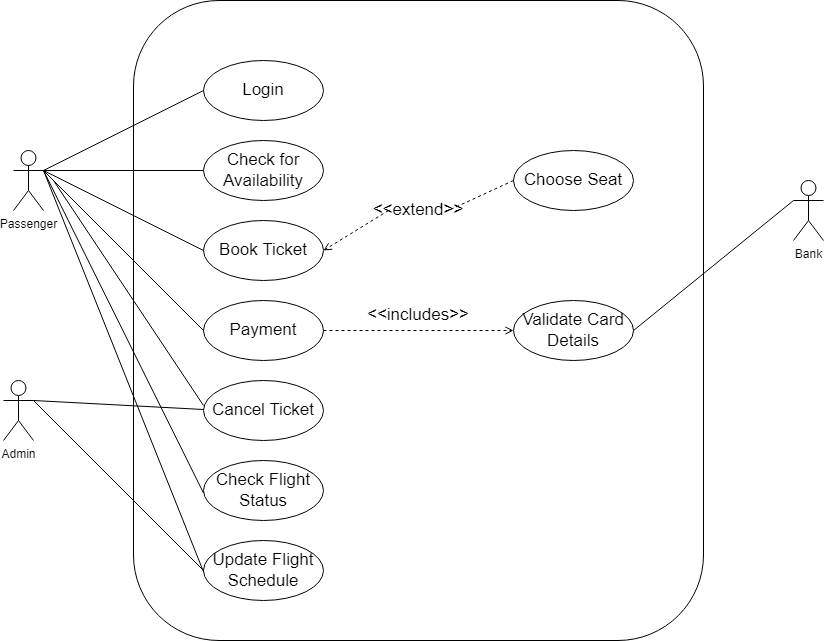 Login
Check for
Availability
Choose Seat
<<extend>>
Passenger
Book Ticket
Bank
<<includes>>
Payment
Validate Card
Details
Cancel Ticket
Admin
Check Flight
Status
Update Flight
Schedule